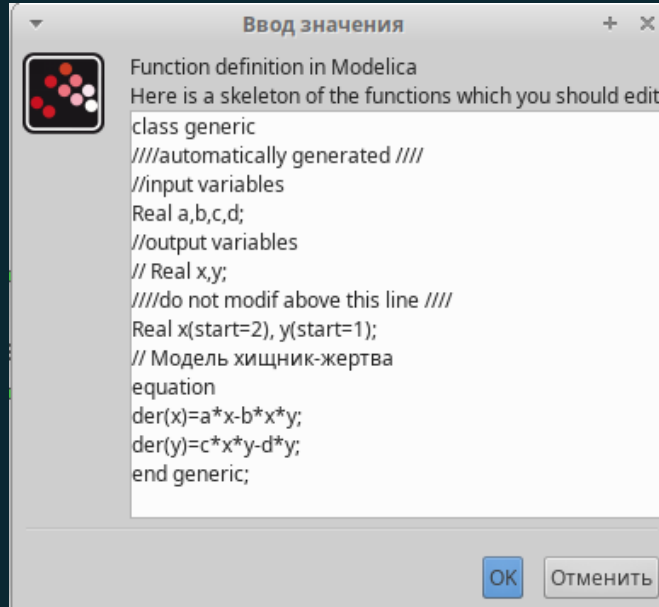 Ввод значения
Function definition in Modelica
Here is a skeleton of the functions which you should edit
class generic
////automatically generated ////
//input variables
Real a,b,c,d;
//output variables
// Real x,y;
////do not modif above this line ////
Real x(start=2), y(start=1);
// Модель хищник-жертва
equation
der(x)=a*x-b*x*y;
der(y)=c*x*y-d*y;
end generic;
OK Отменить